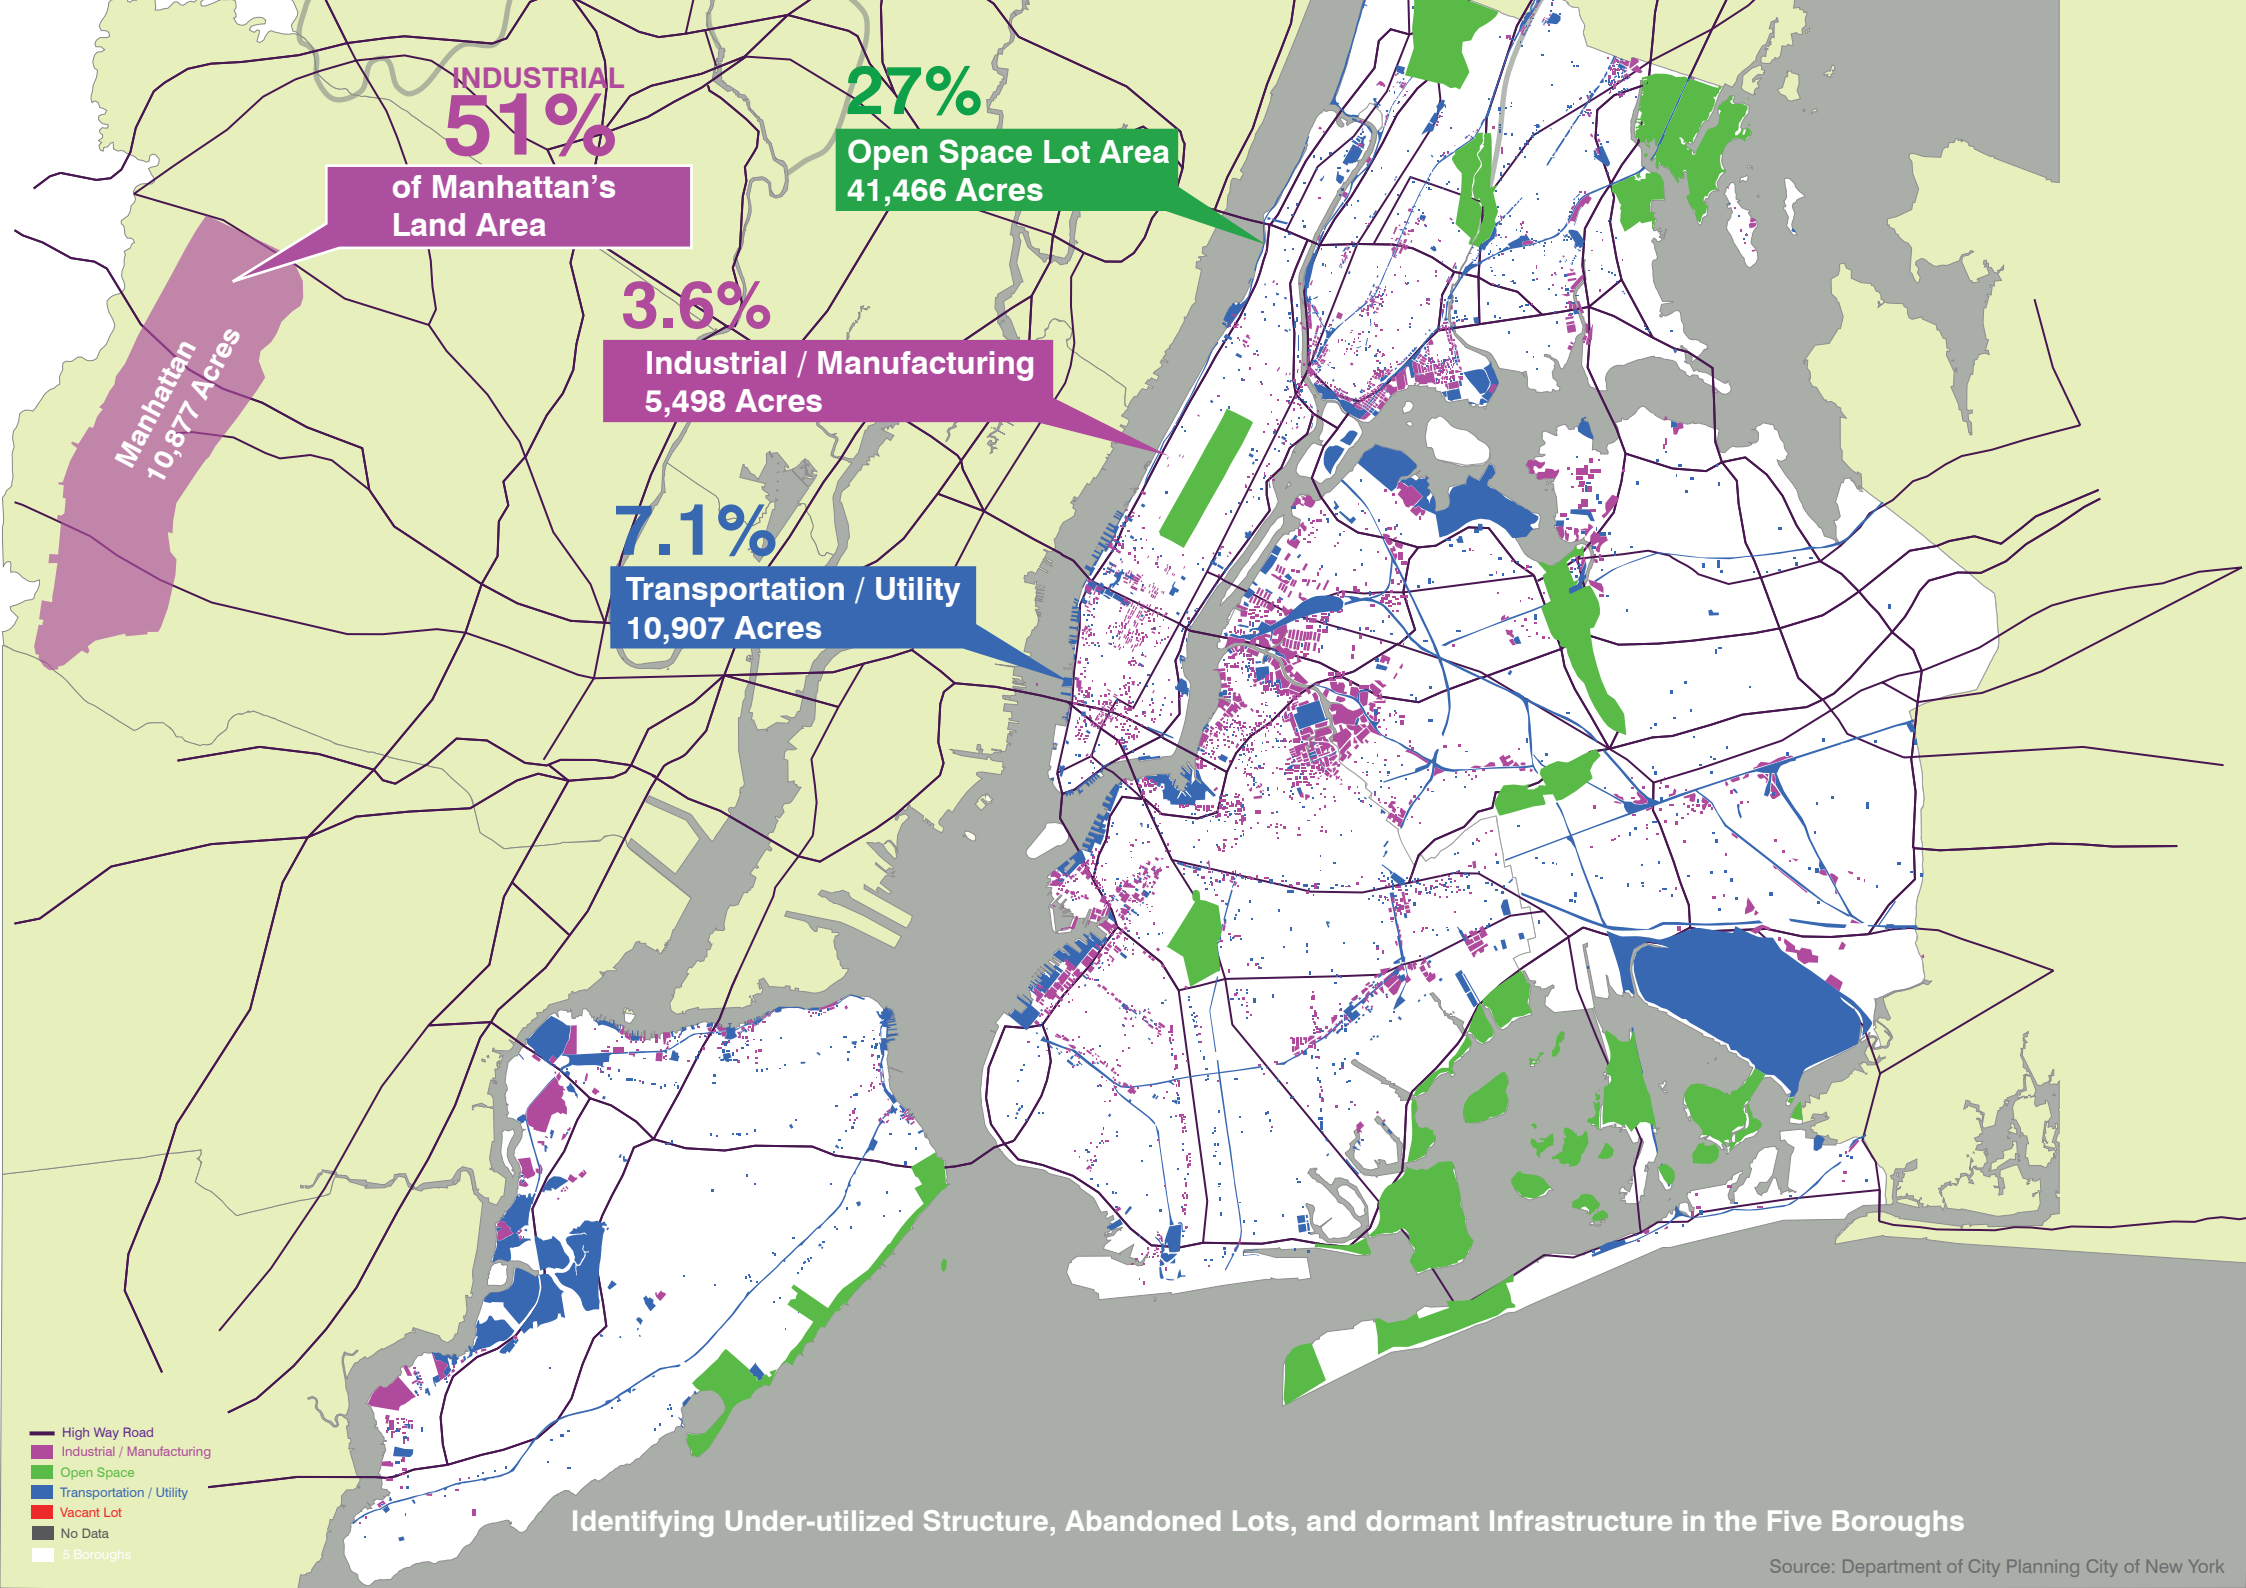 INDUSTRIAL
51%
of Manhattan’s
Land Area
27%
Open Space Lot Area
41,466 Acres
3.6%
Industrial / Manufacturing
5,498 Acres
Manhattan
10,877 Acres
7.1%
Transportation / Utility
10,907 Acres
High Way Road
Industrial / Manufacturing
Open Space
Transportation / Utility
Vacant Lot
No Data
5 Boroughs
Identifying Under-utilized Structure, Abandoned Lots, and dormant Infrastructure in the Five Boroughs
Source: Department of City Planning City of New York